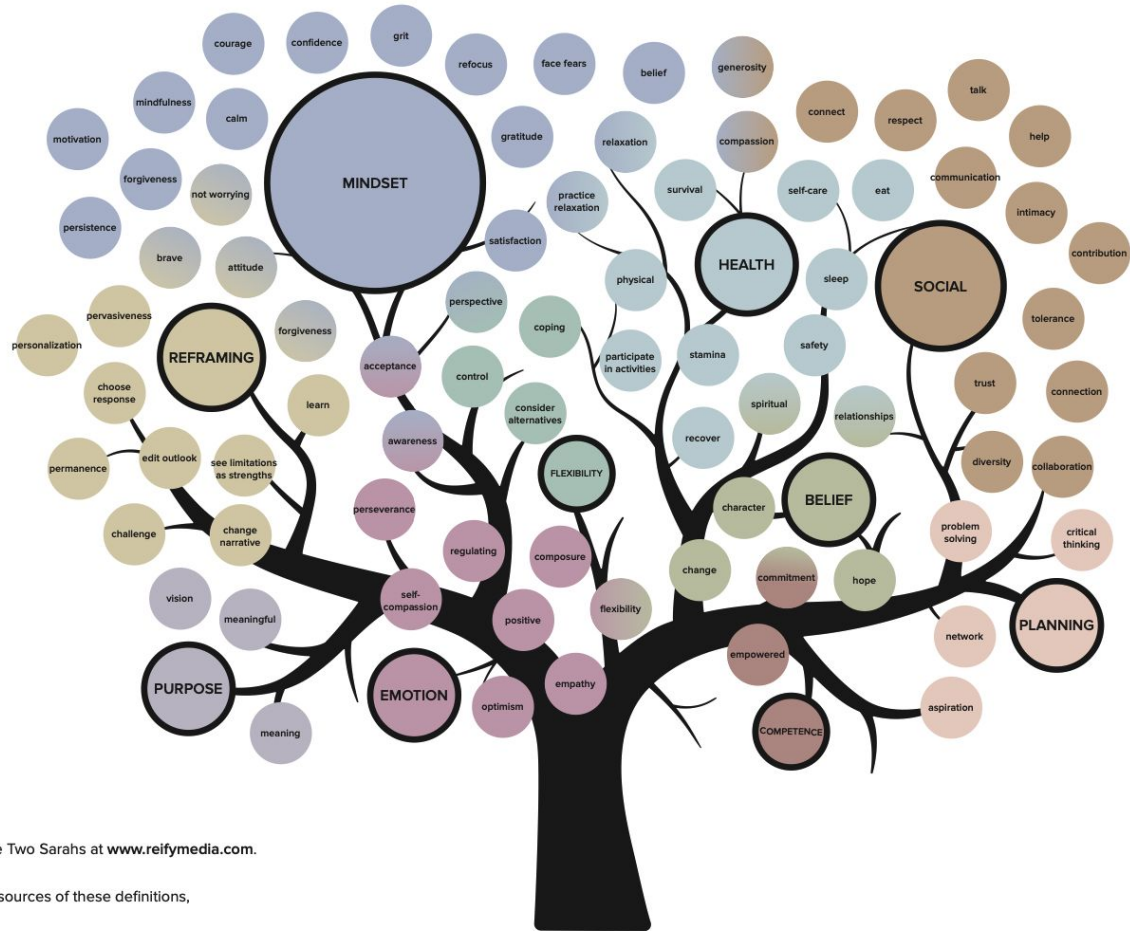 grit
courage
confidence
refocus
face fears
belief
generosity
talk
mindfulness
calm
connect
respect
motivation
gratitude
relaxation
compassion
help
forgiveness
not worrying
MINDSET
practice
relaxation
survival
self-care
eat
communication
persistence
intimacy
brave
attitude
satisfaction
physical
HEALTH
sleep
SOCIAL
contribution
pervasiveness
perspective
coping
tolerance
personalization
REFRAMING
forgiveness
acceptance
participate
in activities
stamina
safety
choose
response
learn
control
consider
alternatives
spiritual
relationships
trust
connection
permanence
edit outlook
see limitations
as strengths
awareness
FLEXIBILITY
recover
diversity
collaboration
challenge
change
narrative
perseverance
regulating
composure
character
BELIEF
problem
solving
critical
thinking
vision
meaningful
self-
compassion
positive
flexibility
change
commitment
hope
PLANNING
network
PURPOSE
EMOTION
optimism
empathy
empowered
aspiration
meaning
COMPETENCE
Two Sarahs at www.reifymedia.com.
sources of these definitions,